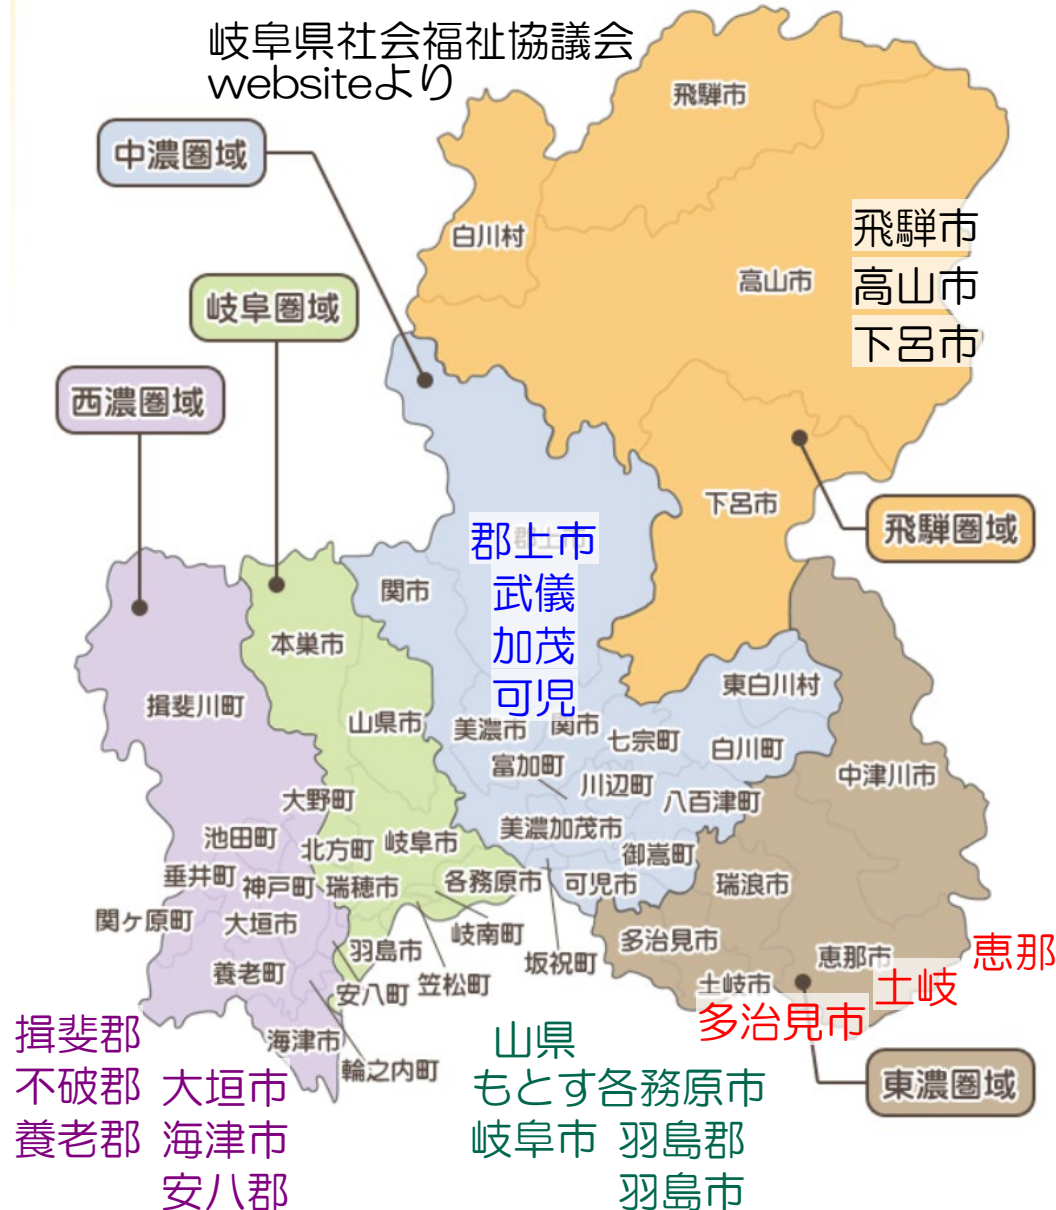 岐阜県社会福祉協議会
websiteより
飛騨市
中濃圏域
白川村
飛騨市
高山市
高山市
岐阜圏域
下呂市
西濃圏域
下呂市
飛騨圏域
郡上市
関市
武儀
本巣市
加茂
可児
東白川村
揖斐川町
山県市
美濃市
関市
七宗町
白川町
富加町
川辺町
中津川市
大野町
八百津町
美濃加茂市
池田町
北方町
岐阜市
御嵩町
垂井町
神戸町
瑞穂市
各務原市
可児市
瑞浪市
関ヶ原町
大垣市
岐南町
多治見市
羽島市
坂祝町
恵那市
恵那
養老町
安八町
笠松町
土岐市
土岐
多治見市
揖斐郡
海津市
山県
輪之内町
東濃圏域
不破郡
大垣市
もとす
各務原市
養老郡
海津市
岐阜市
羽島郡
安八郡
羽島市